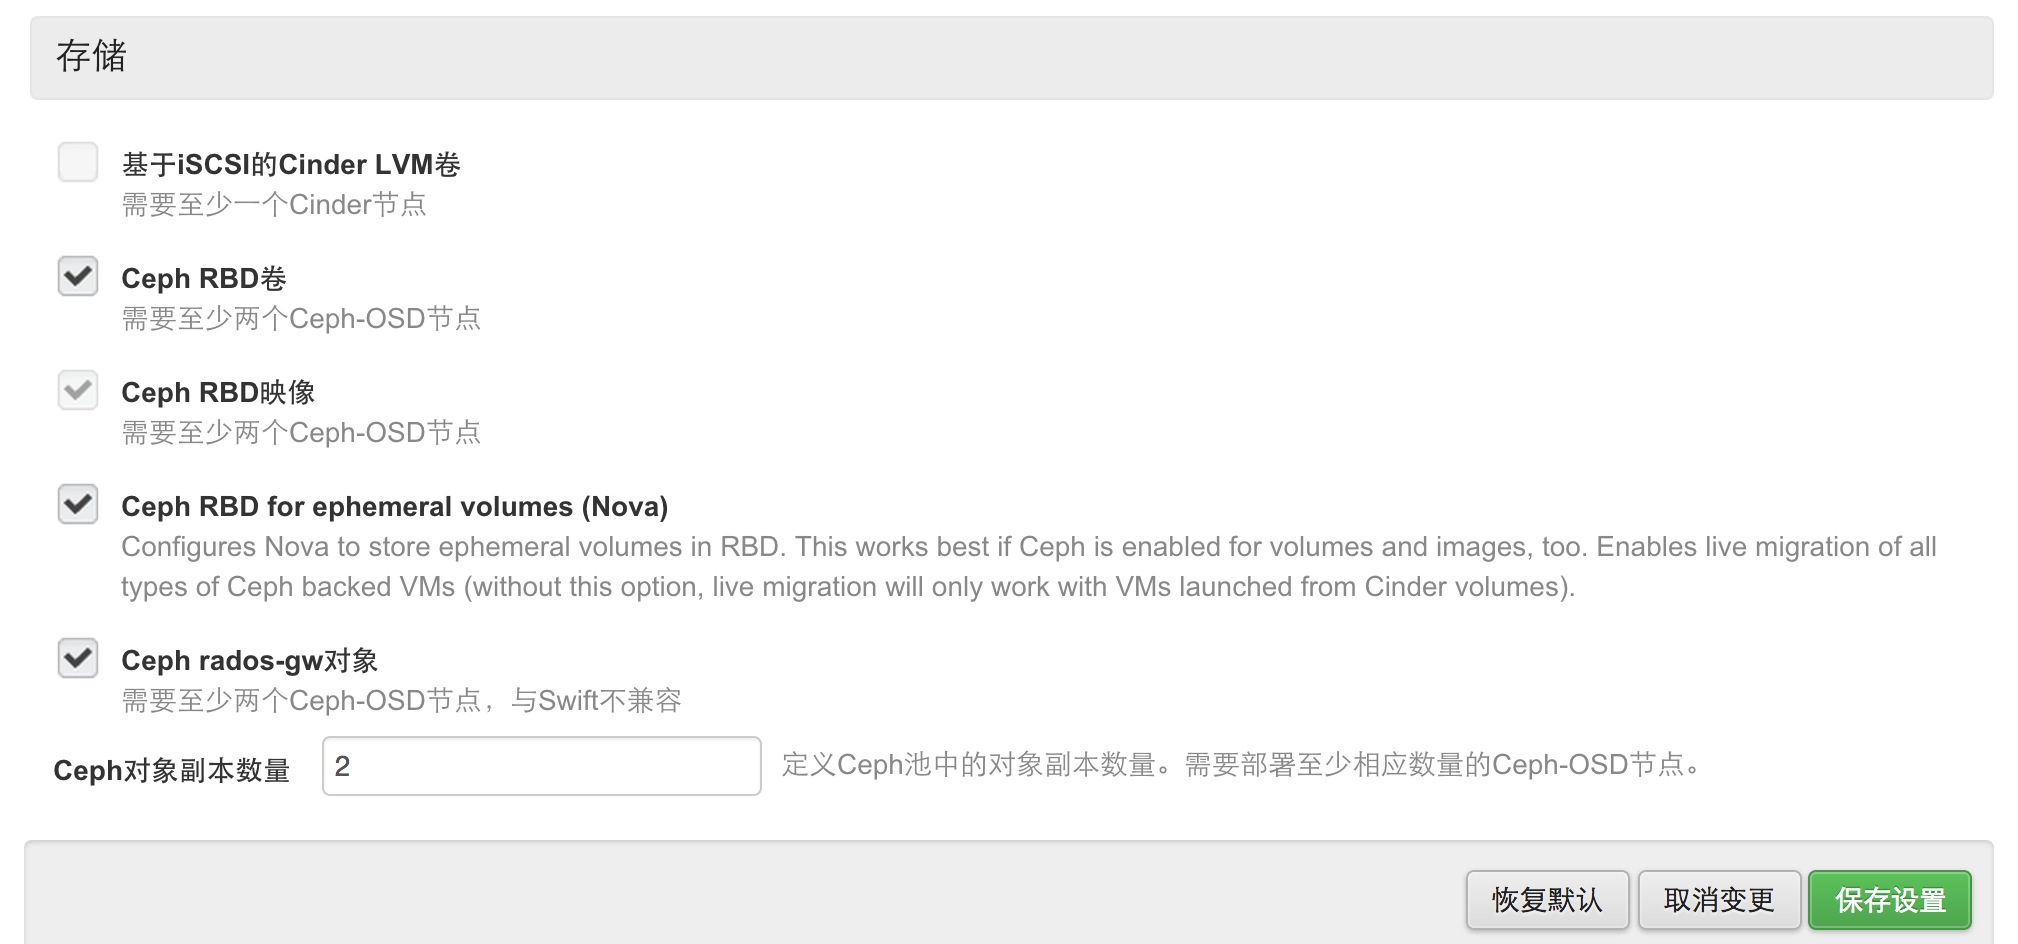 存储
基于iSCSI的Cinder LVM卷
需要至少一个Cinder节点
Ceph RBD卷
需要至少两个Ceph-OSD节点
Ceph RBD映像
需要至少两个Ceph-OSD节点
Ceph RBD for ephemeral volumes (Nova)
Configures Nova to store ephemeral volumes in RBD. This works best if Ceph is enabled for volumes and images, too. Enables live migration of all
types of Ceph backed VMs (without this option, live migration will only work with VMs launched from Cinder volumes).
Ceph rados-gw对象
需要至少两个Ceph-OSD节点，与Swift不兼容
Ceph对象副本数量 2 定义Ceph池中的对象副本数量。需要部署至少相应数量的Ceph-OSD节点。
恢复默认 取消变更 保存设置